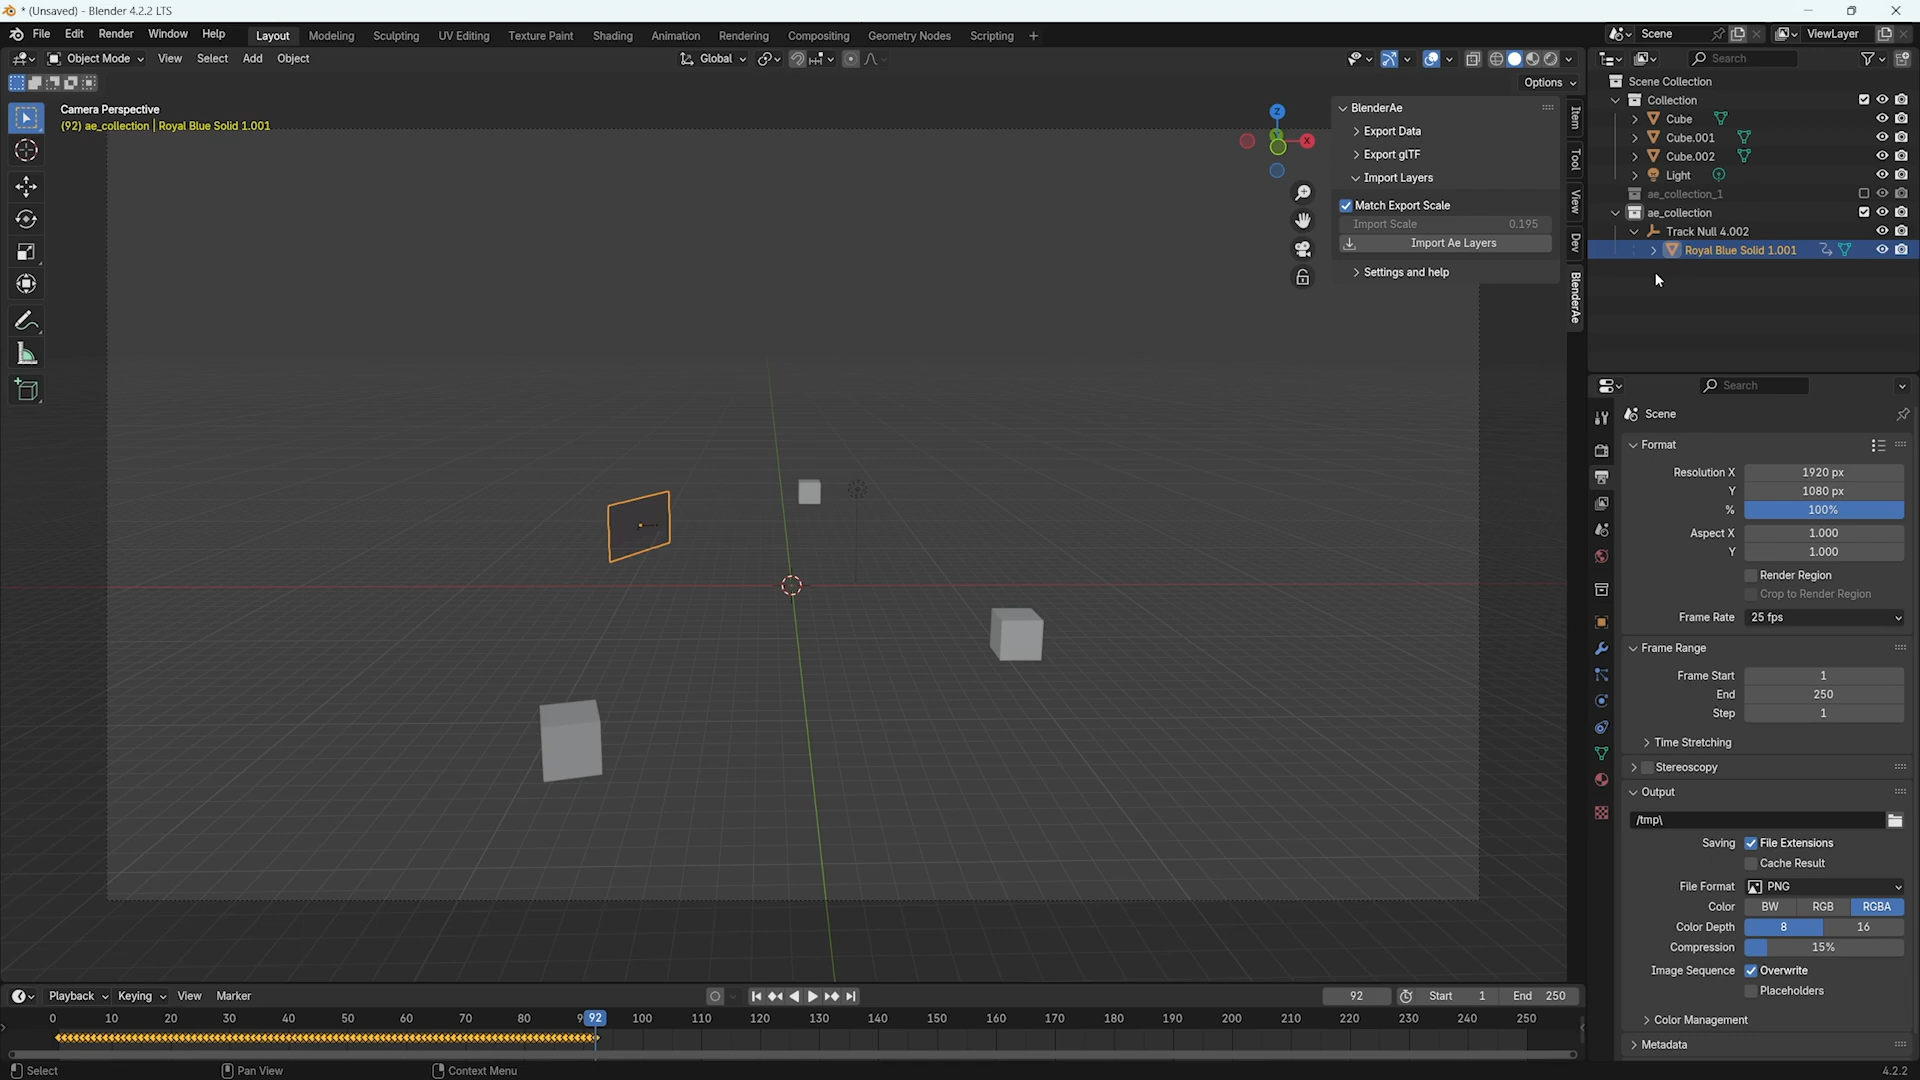 * (Unsaved) - Blender 4.2.2 LTS
File Edit Render Window Help Layout Modeling Sculpting UV Editing Texture Paint Shading Animation Rendering Compositing Geometry Nodes Scripting + Scene ViewLayer
Object Mode View Select Add Object Global Search
Options
Camera Perspective
(92) ae_collection | Royal Blue Solid 1.001
Z
X
BlenderAe
Export Data
Export glTF
Import Layers
Match Export Scale
Import Scale 0.195
Import Ae Layers
Settings and help
Item
Tool
View
Dev
BlenderAe
Scene Collection
Collection
Cube
Cube.001
Cube.002
Light
ae_collection_1
ae_collection
Track Null 4.002
Royal Blue Solid 1.001
Search
Scene
Format
Resolution X 1920 px
Y 1080 px
% 100%
Aspect X 1.000
Y 1.000
Render Region
Crop to Render Region
Frame Rate 25 fps
Frame Range
Frame Start 1
End 250
Step 1
Time Stretching
Stereoscopy
Output
/tmp\
Saving File Extensions
Cache Result
File Format PNG
Color BW RGB RGBA
Color Depth 8 16
Compression 15%
Image Sequence Overwrite
Placeholders
Color Management
Metadata
Playback Keying View Marker 92 Start 1 End 250
0 10 20 30 40 50 60 70 80 9 92 100 110 120 130 140 150 160 170 180 190 200 210 220 230 240 250
Select Pan View Context Menu 4.2.2